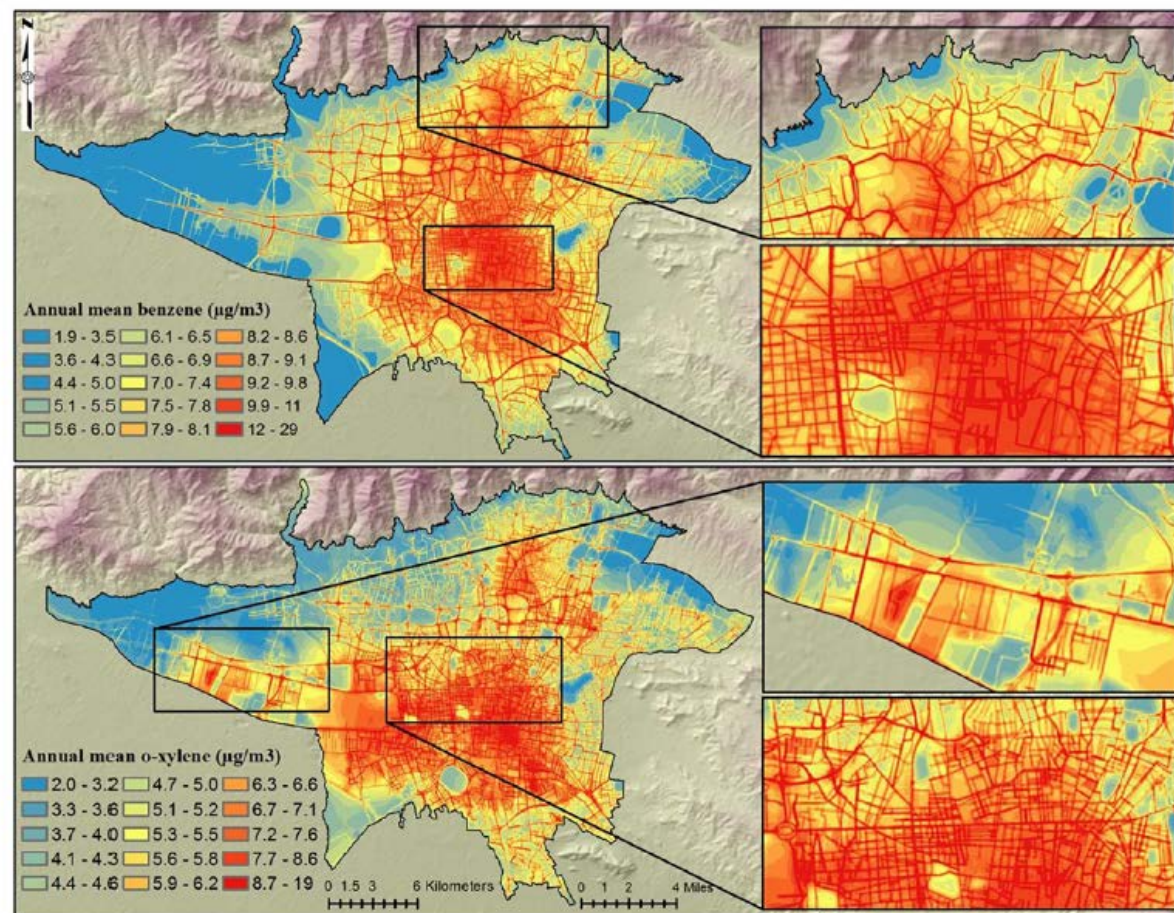 N
Annual mean benzene (µg/m3)
1.9 - 3.5 6.1 - 6.5 8.2 - 8.6
3.6 - 4.3 6.6 - 6.9 8.7 - 9.1
4.4 - 5.0 7.0 - 7.4 9.2 - 9.8
5.1 - 5.5 7.5 - 7.8 9.9 - 11
5.6 - 6.0 7.9 - 8.1 12 - 29
Annual mean o-xylene (µg/m3)
2.0 - 3.2 4.7 - 5.0 6.3 - 6.6
3.3 - 3.6 5.1 - 5.2 6.7 - 7.1
3.7 - 4.0 5.3 - 5.5 7.2 - 7.6
4.1 - 4.3 5.6 - 5.8 7.7 - 8.6
4.4 - 4.6 5.9 - 6.2 8.7 - 19
0 1.5 3 6 Kilometers 0 1 2 4 Miles